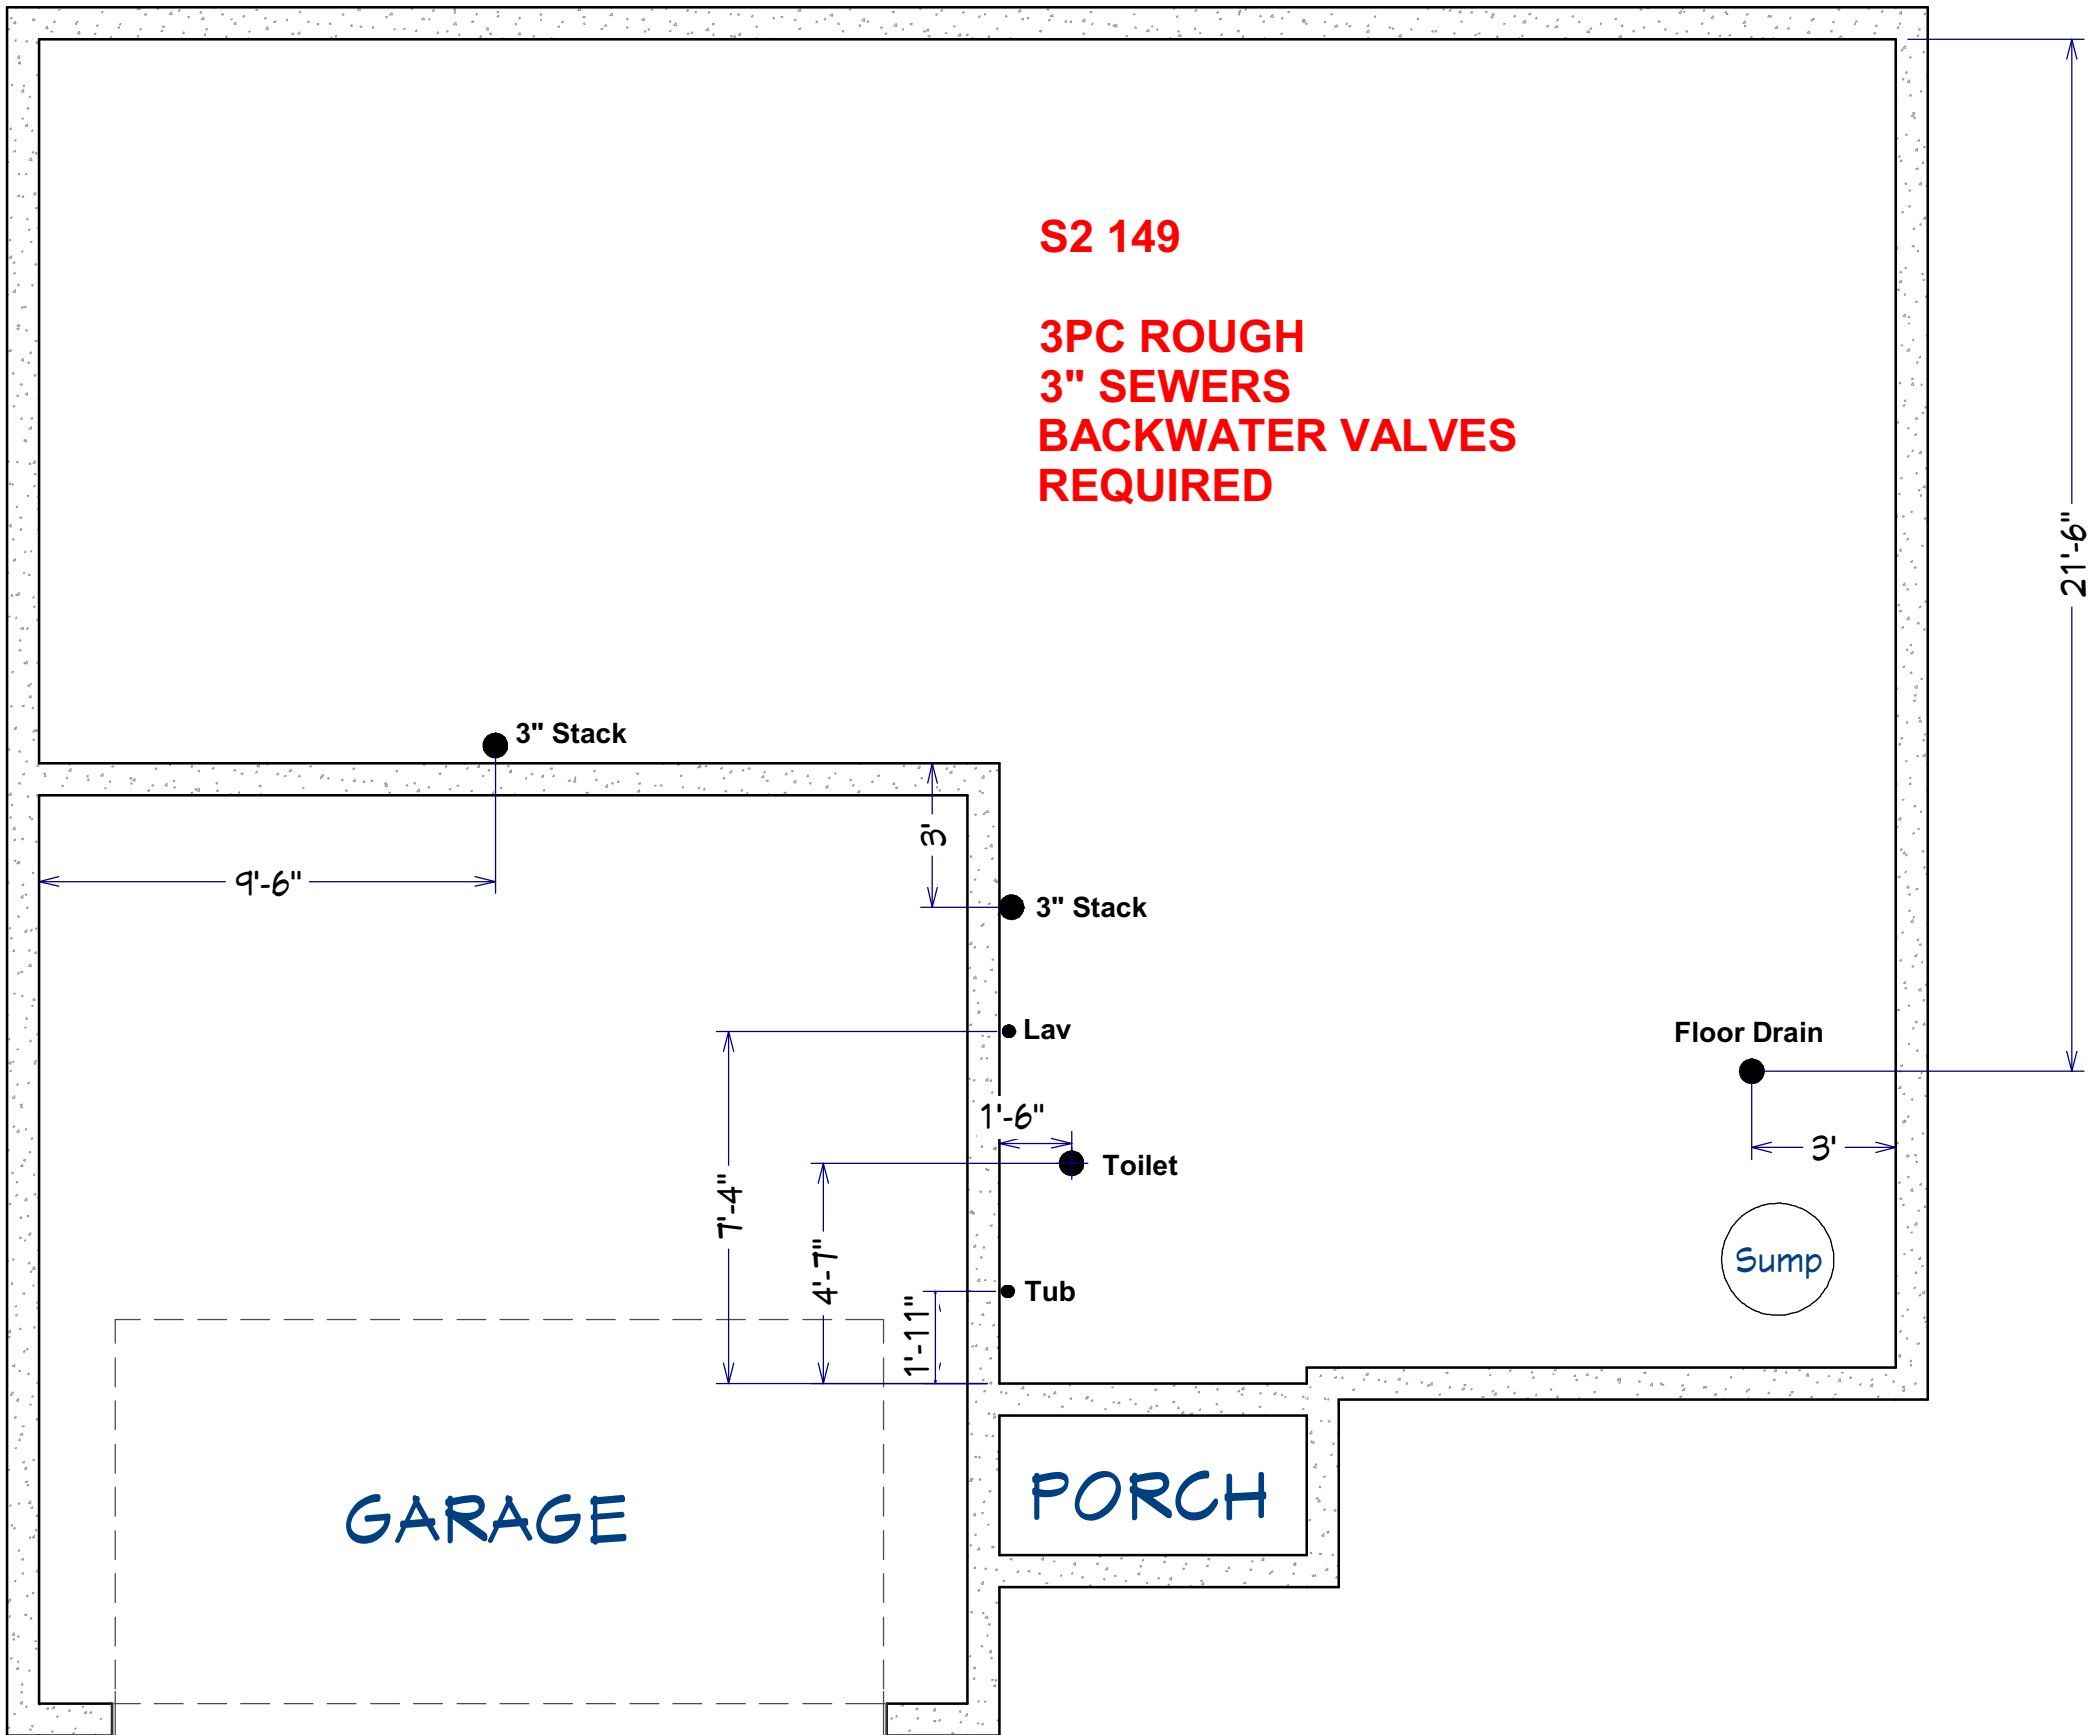 S2 149
3PC ROUGH
3" SEWERS
BACKWATER VALVES
REQUIRED
21'-6"
3" Stack
3'
9'-6"
3" Stack
Lav
Floor Drain
1'-6"
3'
Toilet
7'-4"
4'-7"
Sump
Tub
1'-11"
PORCH
GARAGE